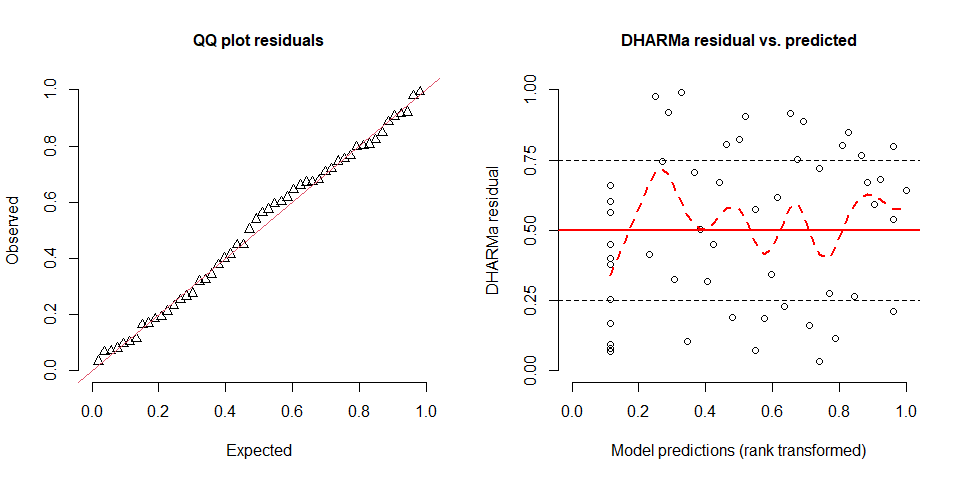 QQ plot residuals
Observed
0.0 0.2 0.4 0.6 0.8 1.0
0.0 0.2 0.4 0.6 0.8 1.0
Expected
DHARMa residual vs. predicted
DHARMa residual
0.00 0.25 0.50 0.75 1.00
0.0 0.2 0.4 0.6 0.8 1.0
Model predictions (rank transformed)